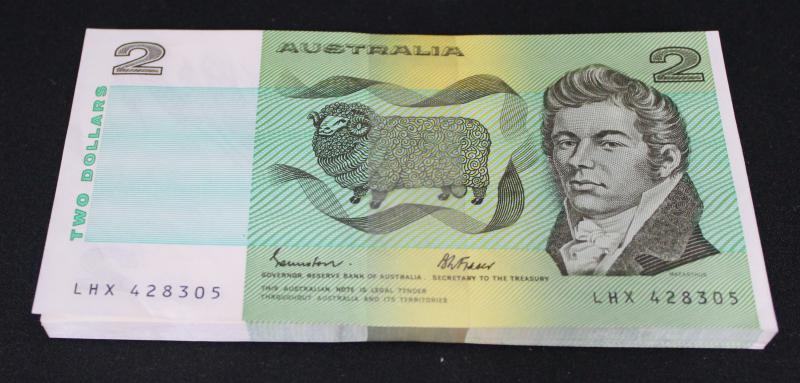 2
AUSTRALIA
2
TWO DOLLARS
GOVERNOR, RESERVE BANK OF AUSTRALIA. SECRETARY TO THE TREASURY
THIS AUSTRALIAN NOTE IS LEGAL TENDER
THROUGHOUT AUSTRALIA AND ITS TERRITORIES
MACARTHUR
LHX 428305
LHX 428305